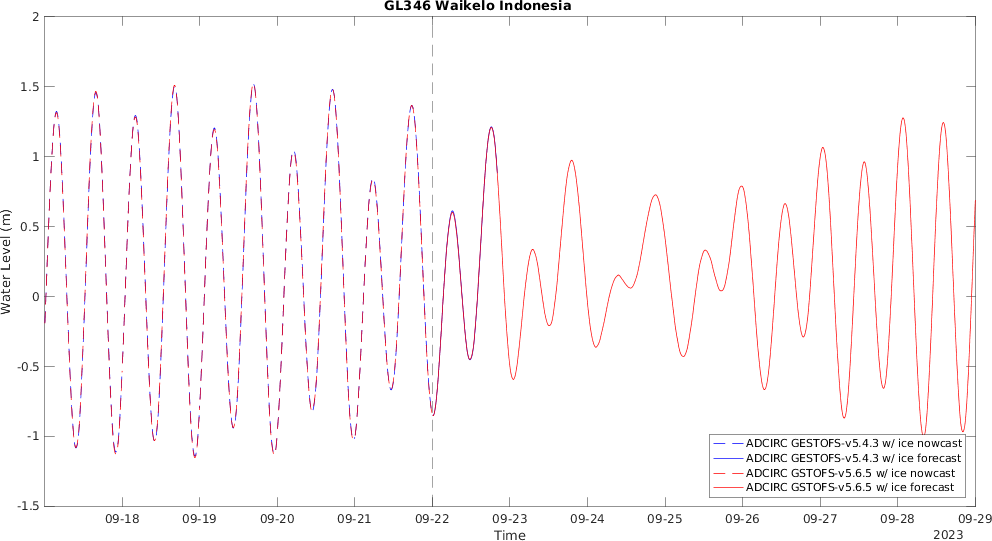 GL346 Waikelo Indonesia
2
1.5
1
0.5
0
-0.5
-1
-1.5
Water Level (m)
ADCIRC GESTOFS-v5.4.3 w/ ice nowcast
ADCIRC GESTOFS-v5.4.3 w/ ice forecast
ADCIRC GSTOFS-v5.6.5 w/ ice nowcast
ADCIRC GSTOFS-v5.6.5 w/ ice forecast
09-18 09-19 09-20 09-21 09-22 09-23 09-24 09-25 09-26 09-27 09-28 09-29
Time
2023